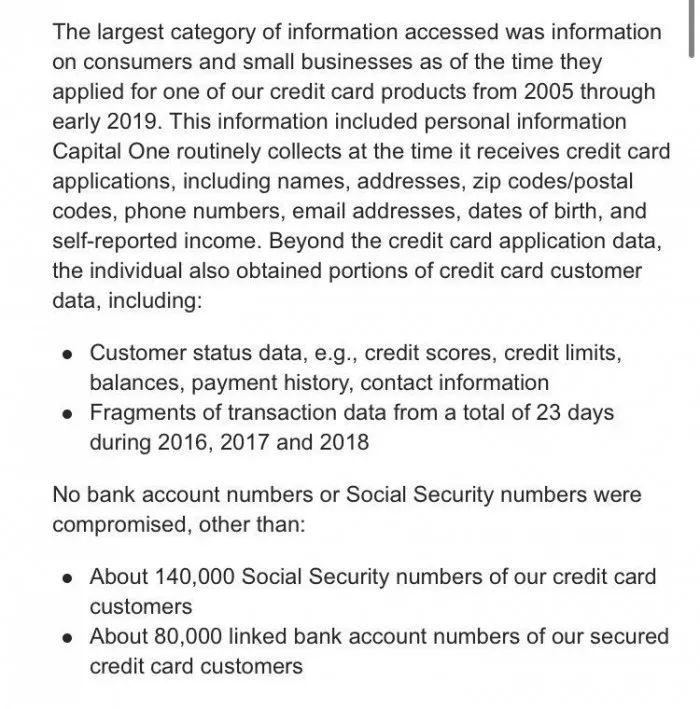 The largest category of information accessed was information
on consumers and small businesses as of the time they
applied for one of our credit card products from 2005 through
early 2019. This information included personal information
Capital One routinely collects at the time it receives credit card
applications, including names, addresses, zip codes/postal
codes, phone numbers, email addresses, dates of birth, and
self-reported income. Beyond the credit card application data,
the individual also obtained portions of credit card customer
data, including:
● Customer status data, e.g., credit scores, credit limits,
balances, payment history, contact information
● Fragments of transaction data from a total of 23 days
during 2016, 2017 and 2018
No bank account numbers or Social Security numbers were
compromised, other than:
● About 140,000 Social Security numbers of our credit card
customers
● About 80,000 linked bank account numbers of our secured
credit card customers